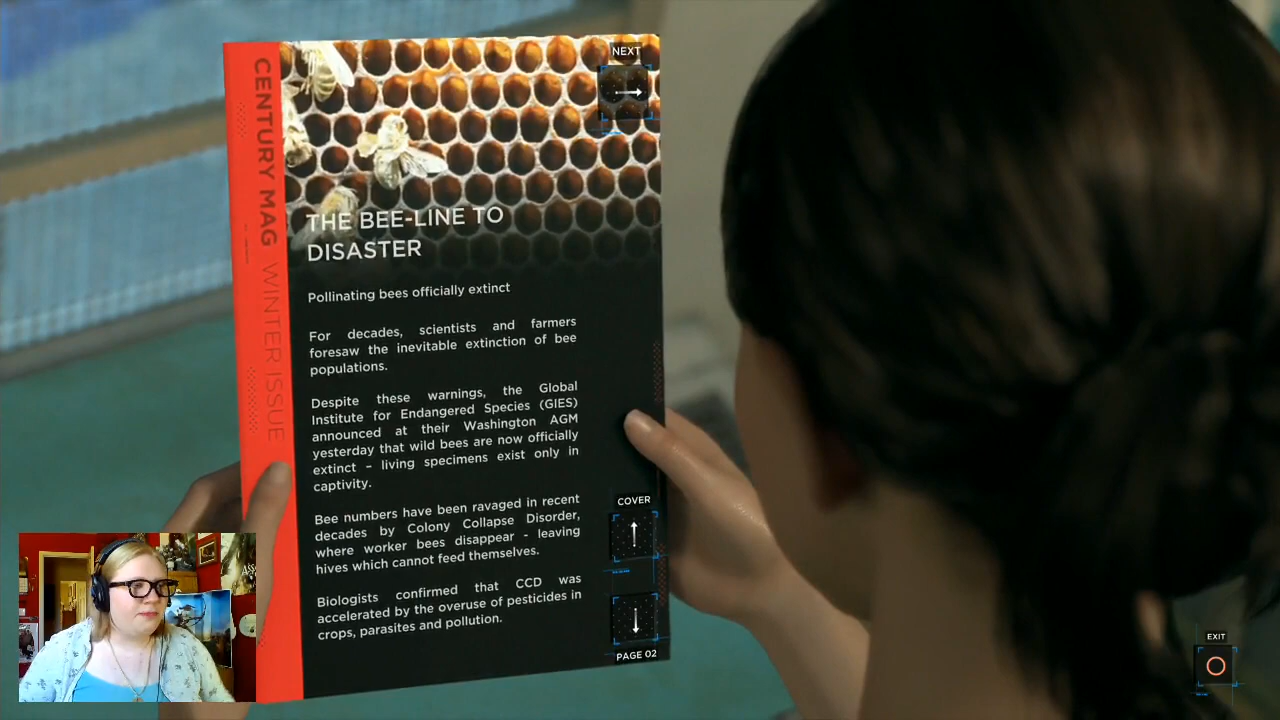 CENTURY MAG WINTER ISSUE
NEXT
THE BEE-LINE TO
DISASTER
Pollinating bees officially extinct
For decades, scientists and farmers
foresaw the inevitable extinction of bee
populations.
Despite these warnings, the Global
Institute for Endangered Species (GIES)
announced at their Washington AGM
yesterday that wild bees are now officially
extinct – living specimens exist only in
captivity.
Bee numbers have been ravaged in recent
decades by Colony Collapse Disorder,
where worker bees disappear - leaving
hives which cannot feed themselves.
Biologists confirmed that CCD was
accelerated by the overuse of pesticides in
crops, parasites and pollution.
COVER
PAGE 02
EXIT